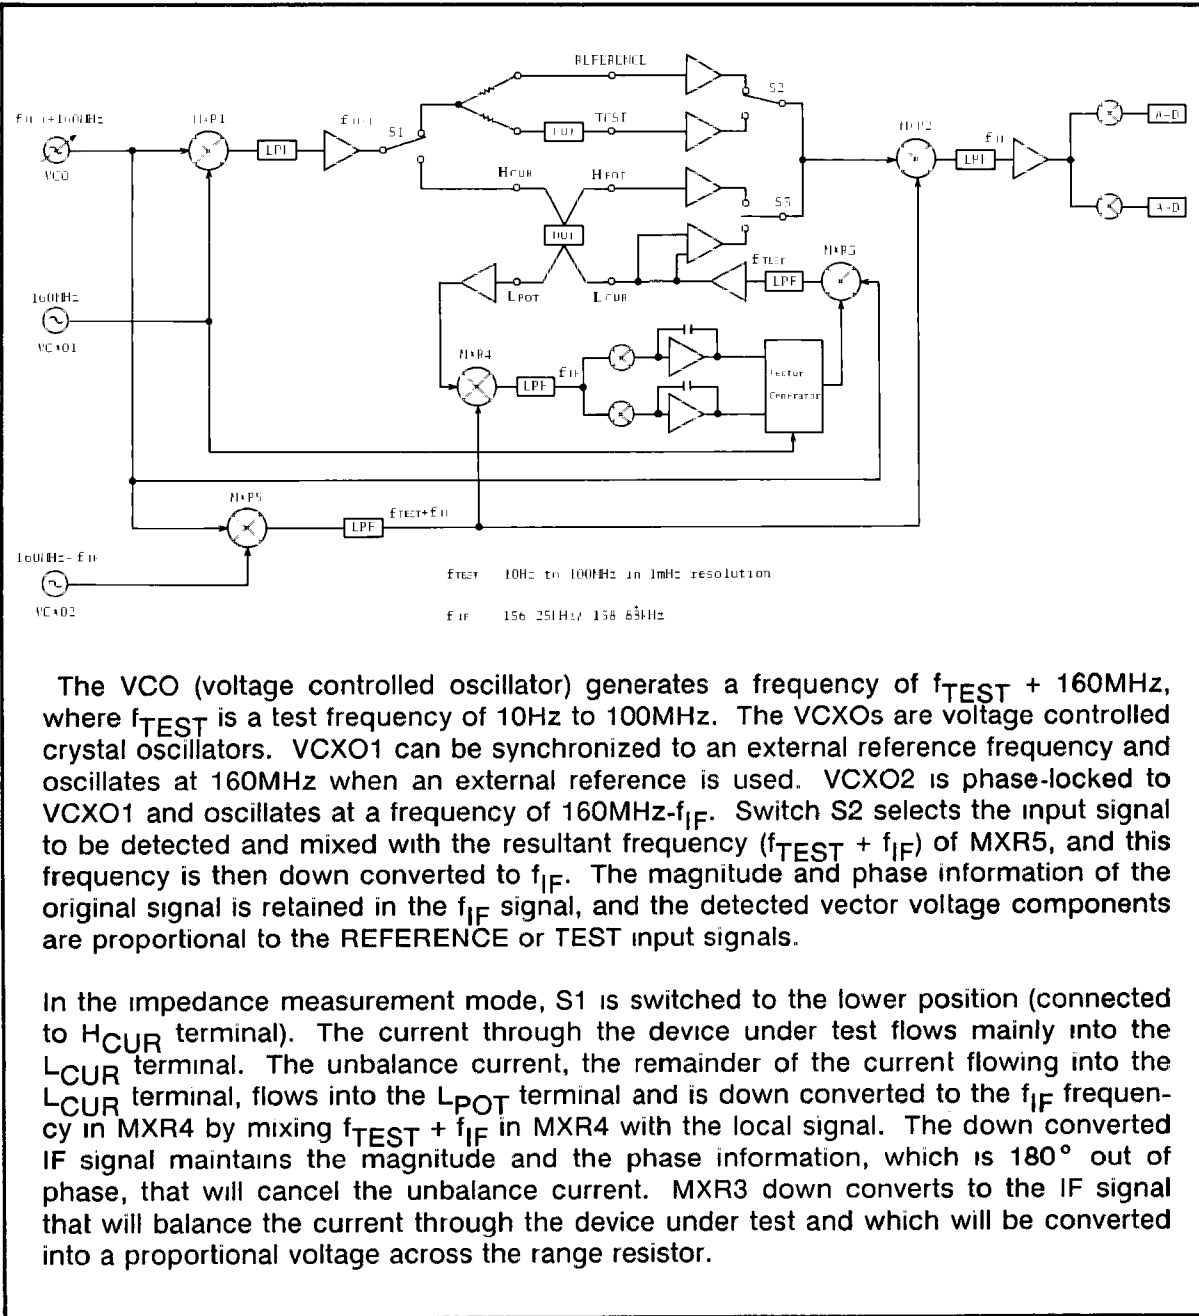 REFERENCE
S2
VCO
LPF
S1
TEST
LPF
A-D
HCUR
HPOT
S3
A-D
DUT
fTEST
LPF
LPOT
LCUR
160MHz
LPF
fIF
Vector
Generator
LPF
fTEST+fIF
160MHz-fIF
fTEST 10Hz to 100MHz in 1mHz resolution
fIF
The VCO (voltage controlled oscillator) generates a frequency of fTEST + 160MHz,
where fTEST is a test frequency of 10Hz to 100MHz. The VCXOs are voltage controlled
crystal oscillators. VCXO1 can be synchronized to an external reference frequency and
oscillates at 160MHz when an external reference is used. VCXO2 is phase-locked to
VCXO1 and oscillates at a frequency of 160MHz-fIF. Switch S2 selects the input signal
to be detected and mixed with the resultant frequency (fTEST + fIF) of MXR5, and this
frequency is then down converted to fIF. The magnitude and phase information of the
original signal is retained in the fIF signal, and the detected vector voltage components
are proportional to the REFERENCE or TEST input signals.
In the impedance measurement mode, S1 is switched to the lower position (connected
to HCUR terminal). The current through the device under test flows mainly into the
LCUR terminal. The unbalance current, the remainder of the current flowing into the
LCUR terminal, flows into the LPOT terminal and is down converted to the fIF frequen-
cy in MXR4 by mixing fTEST + fIF in MXR4 with the local signal. The down converted
IF signal maintains the magnitude and the phase information, which is 180° out of
phase, that will cancel the unbalance current. MXR3 down converts to the IF signal
that will balance the current through the device under test and which will be converted
into a proportional voltage across the range resistor.